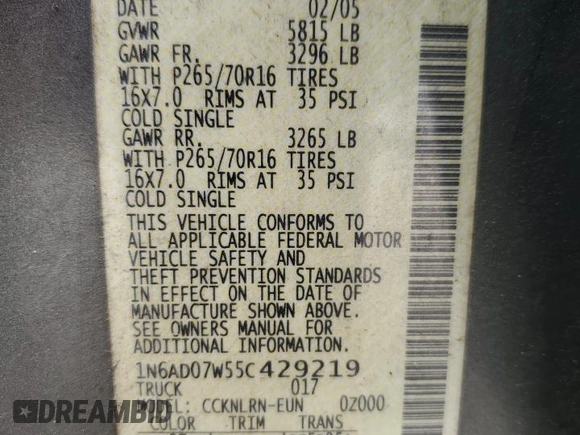 DATE 02/05
GVWR 5815 LB
GAWR FR. 3296 LB
WITH P265/70R16 TIRES
16X7.0 RIMS AT 35 PSI
COLD SINGLE
GAWR RR. 3265 LB
WITH P265/70R16 TIRES
16X7.0 RIMS AT 35 PSI
COLD SINGLE
THIS VEHICLE CONFORMS TO
ALL APPLICABLE FEDERAL MOTOR
VEHICLE SAFETY AND
THEFT PREVENTION STANDARDS
IN EFFECT ON THE DATE OF
MANUFACTURE SHOWN ABOVE.
SEE OWNERS MANUAL FOR
ADDITIONAL INFORMATION.
1N6AD07W55C429219
TRUCK 017
MODEL: CCKNLRN-EUN 0Z000
COLOR TRIM TRANS
DREAMBID